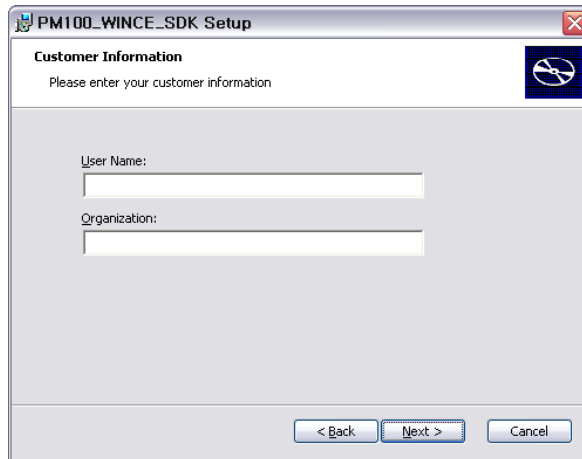 PM100_WINCE_SDK Setup
Customer Information
Please enter your customer information
User Name:
Organization:
< Back
Next >
Cancel